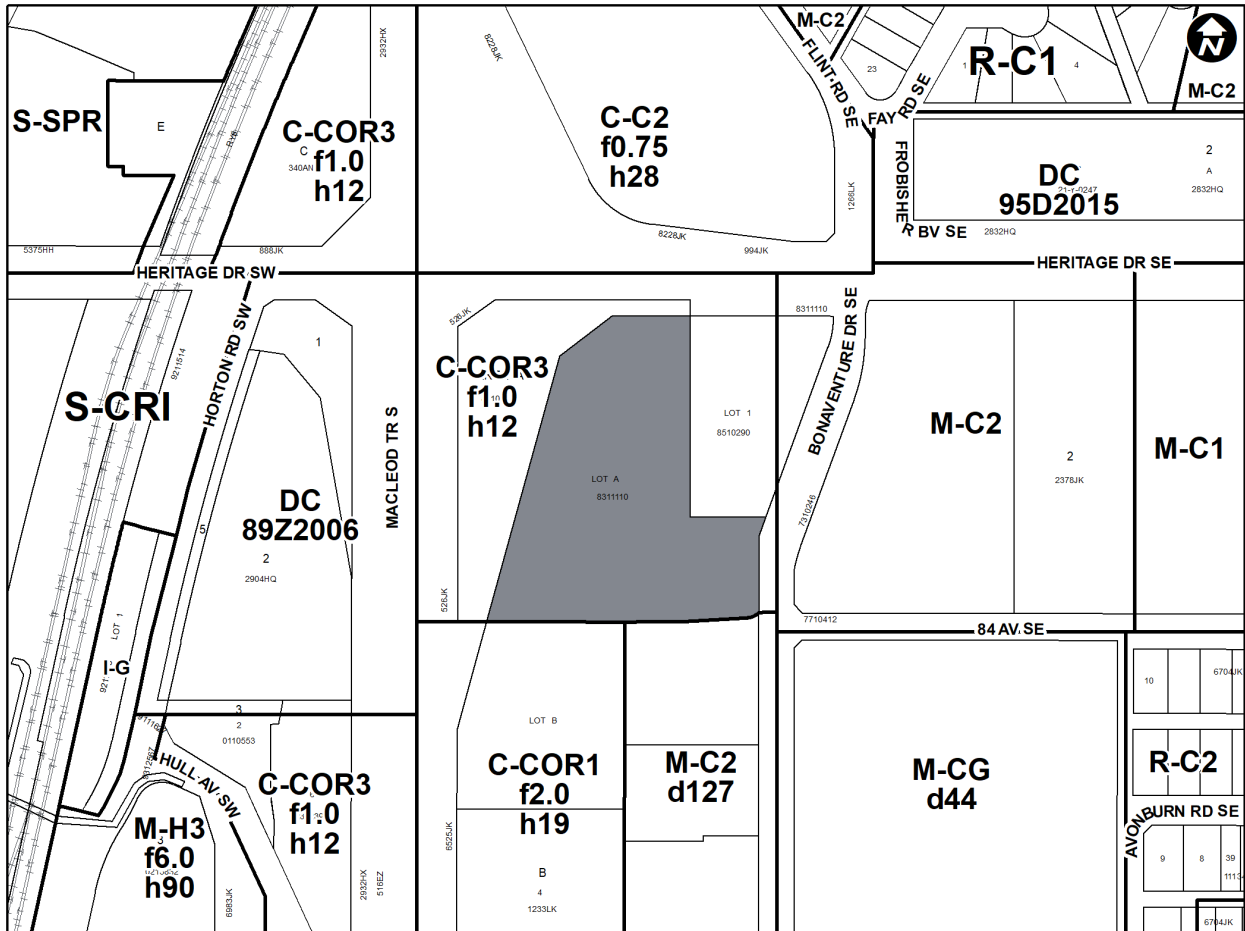 M-C2
N
2932HX
8228JK
FLINT RD SE
23
1
R-C1
4
M-C2
S-SPR
E
RY6
C-COR3
C
f1.0
340AN
h12
C-C2
f0.75
h28
FAY RD SE
FROBISHER BV SE
2
A
2832HQ
DC
95D2015
2832HQ
1266LK
5375HH
888JK
8228JK
994JK
HERITAGE DR SW
HERITAGE DR SE
HORTON RD SW
1
9211514
S-CRI
526JK
C-COR3
f1.0
h12
MACLEOD TR S
LOT 1
8510290
8311110
BONAVENTURE DR SE
M-C2
2
2378JK
M-C1
LOT A
8311110
7310246
DC
89Z2006
5
2
2904HQ
526JK
7710412
84 AV SE
LOT 1
I-G
3
2
0110553
HULL AV SW
LOT B
C-COR3
f1.0
h12
C-COR1
f2.0
h19
M-C2
d127
M-CG
d44
10
6704JK
R-C2
AVONBURN RD SE
M-H3
f6.0
h90
6525JK
B
4
1233LK
9
8
39
6983JK
2932HX
516EZ
6704JK